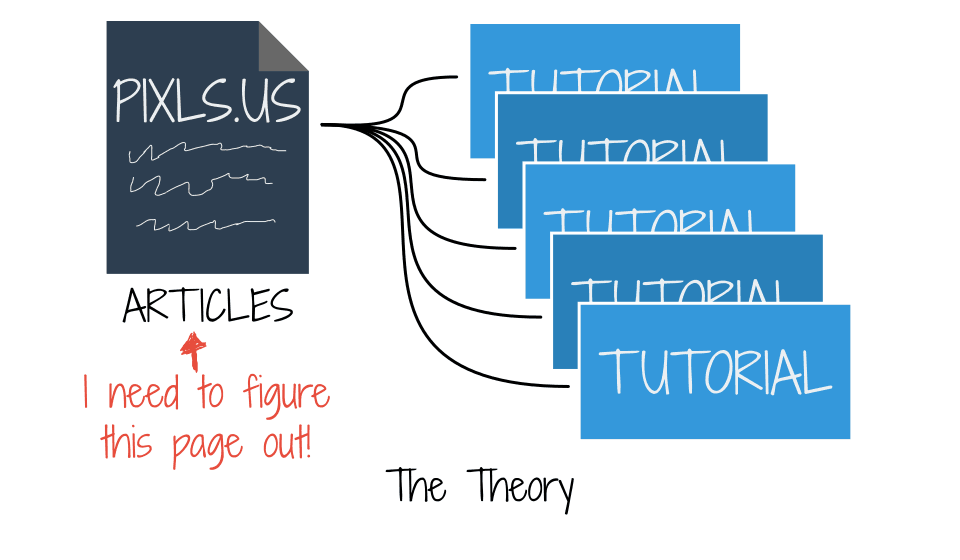 PIXLS.US
ARTICLES
I need to figure
this page out!
TUTORIAL
TUTORIAL
TUTORIAL
TUTORIAL
TUTORIAL
The Theory